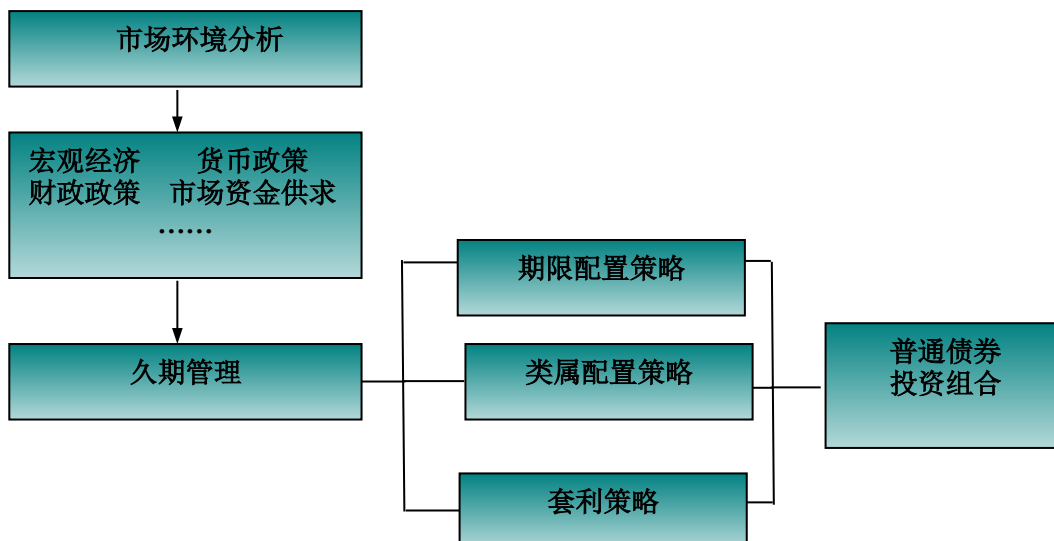 市场环境分析
宏观经济 货币政策
财政政策 市场资金供求
……
期限配置策略
久期管理
类属配置策略
普通债券
投资组合
套利策略